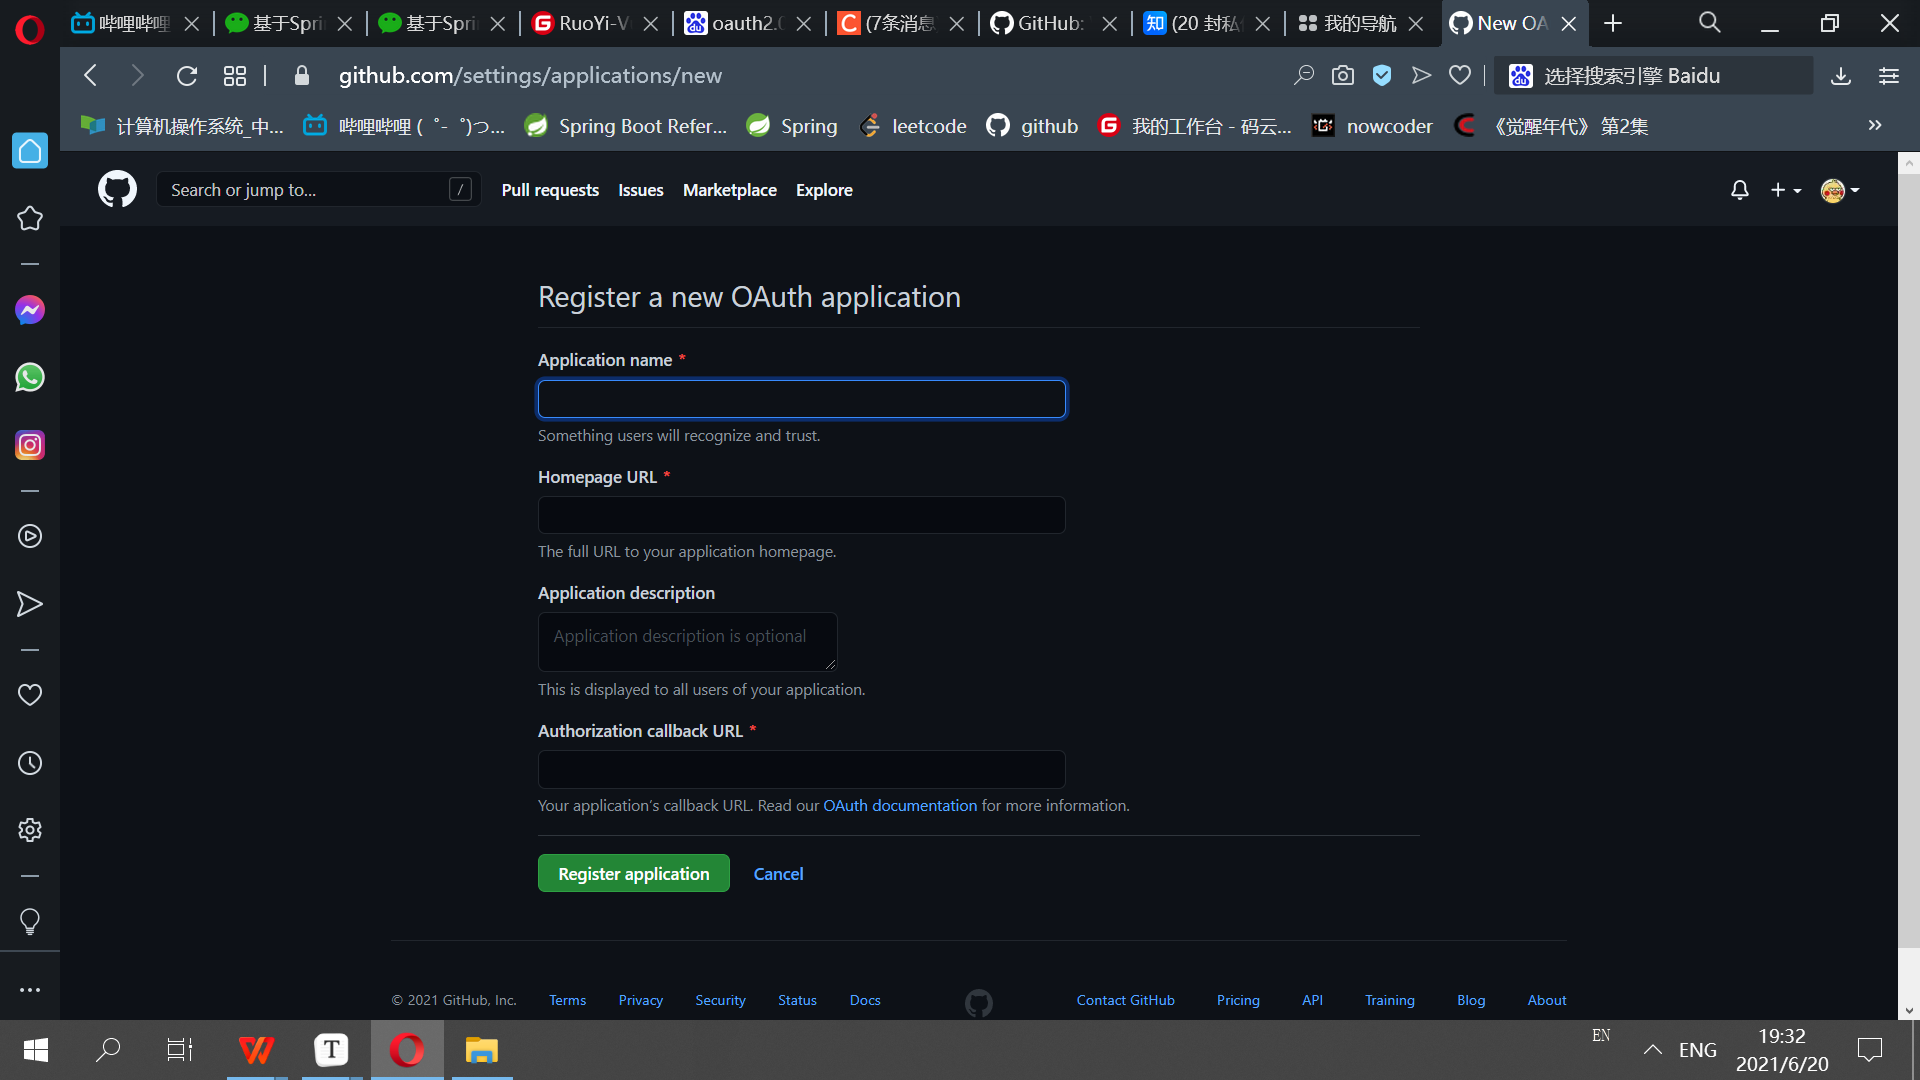 哔哩哔哩
基于Spri
基于Spri
RuoYi-V
oauth2.0
(7条消息
GitHub:
(20 封私
我的导航
New OA
github.com/settings/applications/new
选择搜索引擎 Baidu
计算机操作系统_中...
哔哩哔哩 ( ゜- ゜)つ...
Spring Boot Refer...
Spring
leetcode
github
我的工作台 - 码云...
nowcoder
《觉醒年代》 第2集
Search or jump to...
/
Pull requests
Issues
Marketplace
Explore
Register a new OAuth application
Application name *
Something users will recognize and trust.
Homepage URL *
The full URL to your application homepage.
Application description
Application description is optional
This is displayed to all users of your application.
Authorization callback URL *
Your application's callback URL. Read our OAuth documentation for more information.
Register application
Cancel
© 2021 GitHub, Inc.
Terms
Privacy
Security
Status
Docs
Contact GitHub
Pricing
API
Training
Blog
About
EN
ENG
19:32
2021/6/20